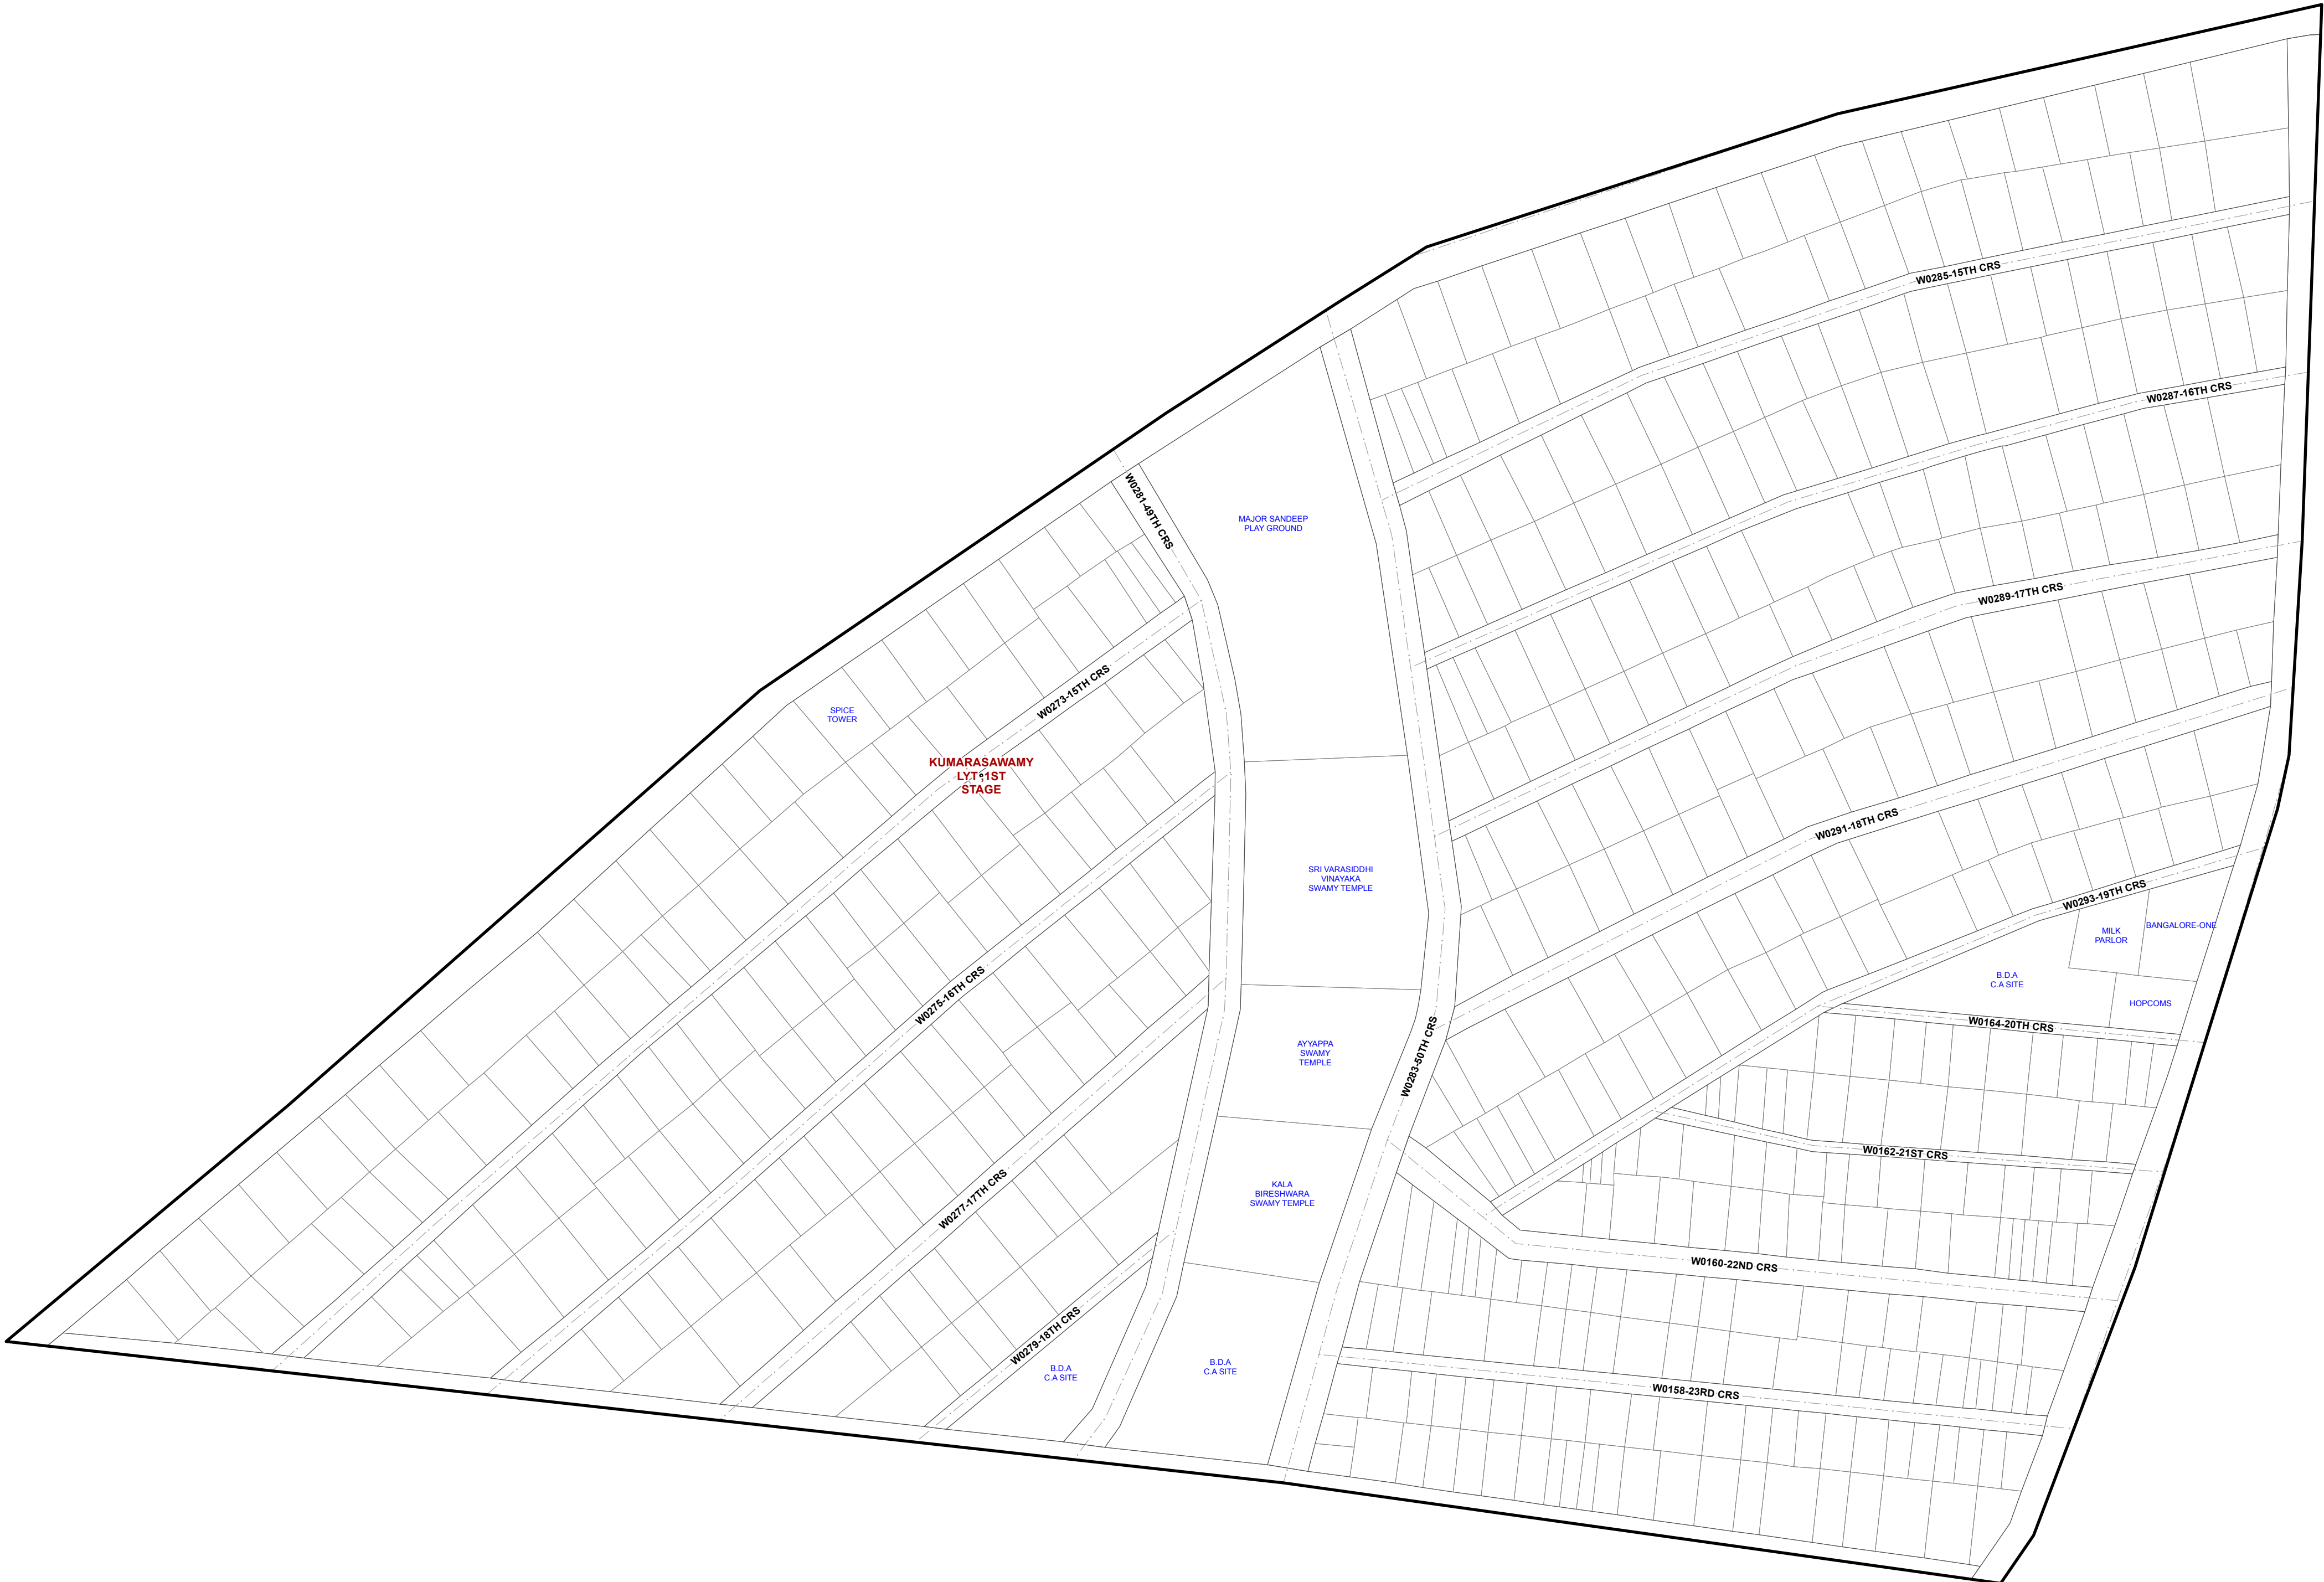 W0285-15TH CRS
W0287-16TH CRS
W0281-49TH CRS
MAJOR SANDEEP
PLAY GROUND
W0289-17TH CRS
W0273-15TH CRS
SPICE
TOWER
KUMARASAWAMY
LYT 1ST
STAGE
W0291-18TH CRS
SRI VARASIDDHI
VINAYAKA
SWAMY TEMPLE
W0293-19TH CRS
MILK
PARLOR
BANGALORE-ONE
B.D.A
C.A SITE
HOPCOMS
W0275-16TH CRS
W0164-20TH CRS
AYYAPPA
SWAMY
TEMPLE
W0283-50TH CRS
W0162-21ST CRS
KALA
BIRESHWARA
SWAMY TEMPLE
W0277-17TH CRS
W0160-22ND CRS
W0279-18TH CRS
B.D.A
C.A SITE
B.D.A
C.A SITE
W0158-23RD CRS